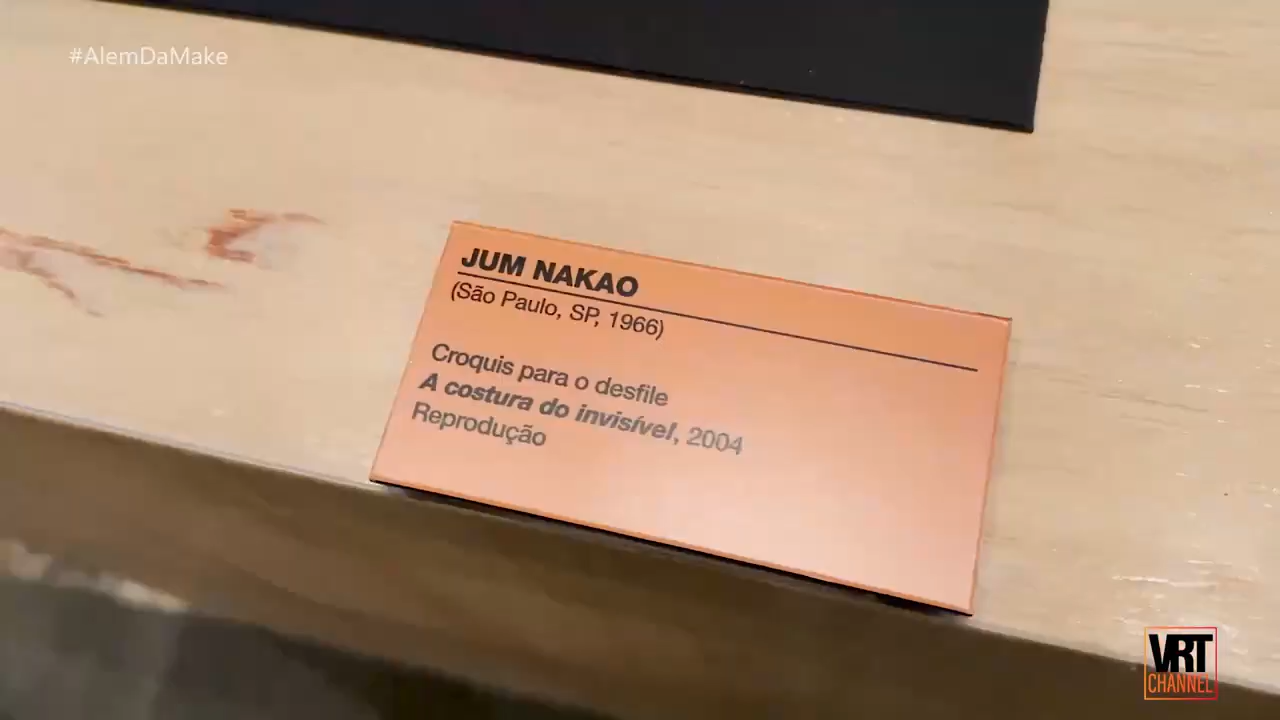 #AlemDaMake
JUM NAKAO
(São Paulo, SP, 1966)
Croquis para o desfile
A costura do invisível, 2004
Reprodução
VRT
CHANNEL